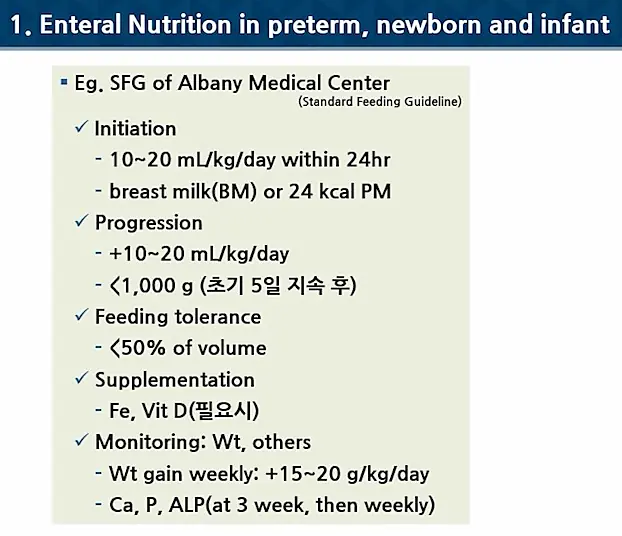 1. Enteral Nutrition in preterm, newborn and infant
▪ Eg. SFG of Albany Medical Center
(Standard Feeding Guideline)
✓ Initiation
- 10~20 mL/kg/day within 24hr
- breast milk(BM) or 24 kcal PM
✓ Progression
- +10~20 mL/kg/day
- <1,000 g (초기 5일 지속 후)
✓ Feeding tolerance
- <50% of volume
✓ Supplementation
- Fe, Vit D(필요시)
✓ Monitoring: Wt, others
- Wt gain weekly: +15~20 g/kg/day
- Ca, P, ALP(at 3 week, then weekly)